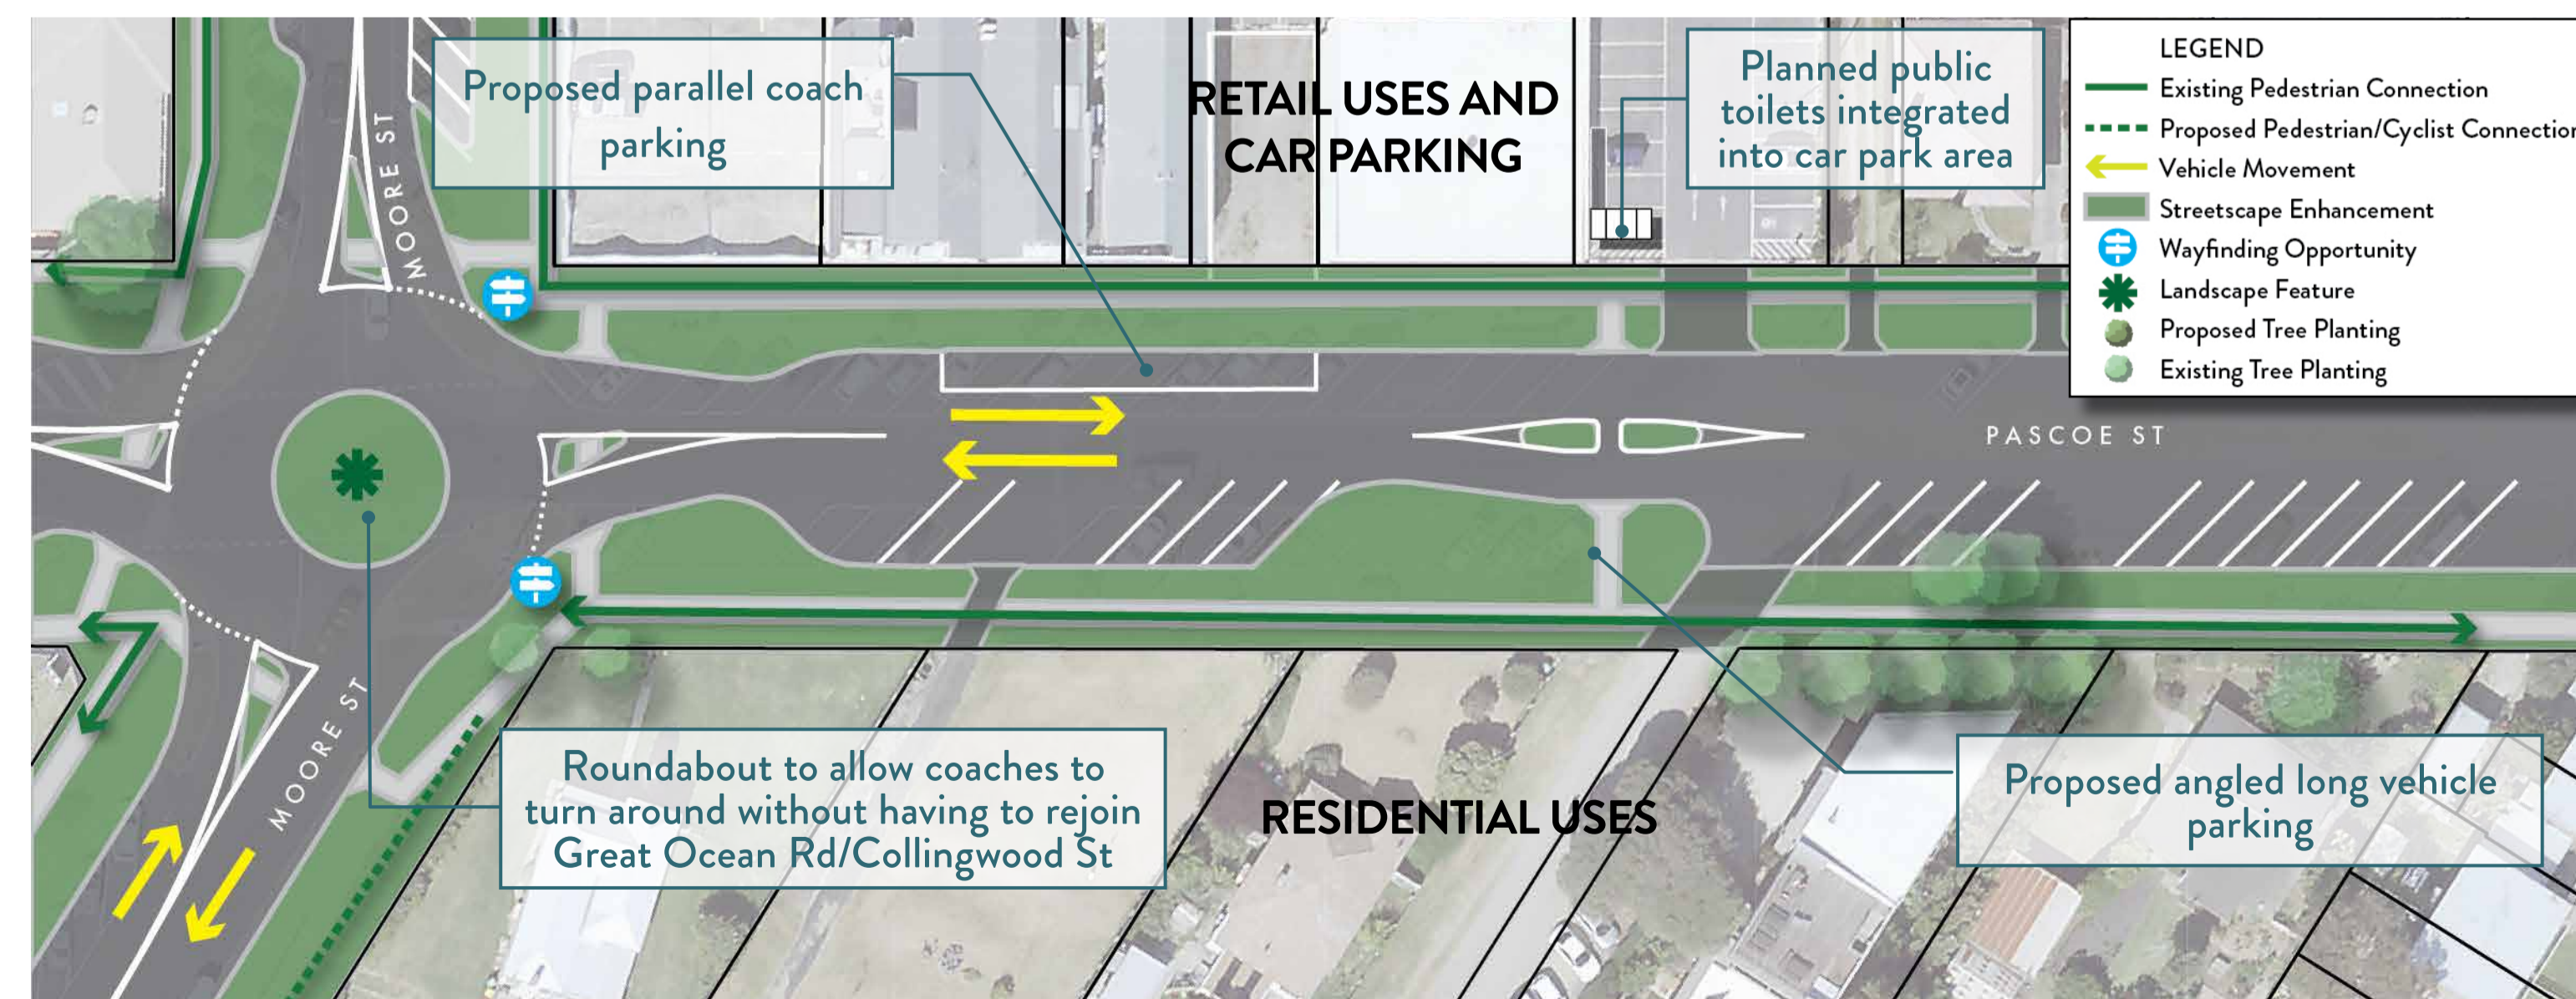 Proposed parallel coach
parking
RETAIL USES AND
CAR PARKING
Planned public
toilets integrated
into car park area
LEGEND
Existing Pedestrian Connection
Proposed Pedestrian/Cyclist Connection
Vehicle Movement
Streetscape Enhancement
Wayfinding Opportunity
Landscape Feature
Proposed Tree Planting
Existing Tree Planting
MOORE ST
PASCOE ST
MOORE ST
Roundabout to allow coaches to
turn around without having to rejoin
Great Ocean Rd/Collingwood St
RESIDENTIAL USES
Proposed angled long vehicle
parking